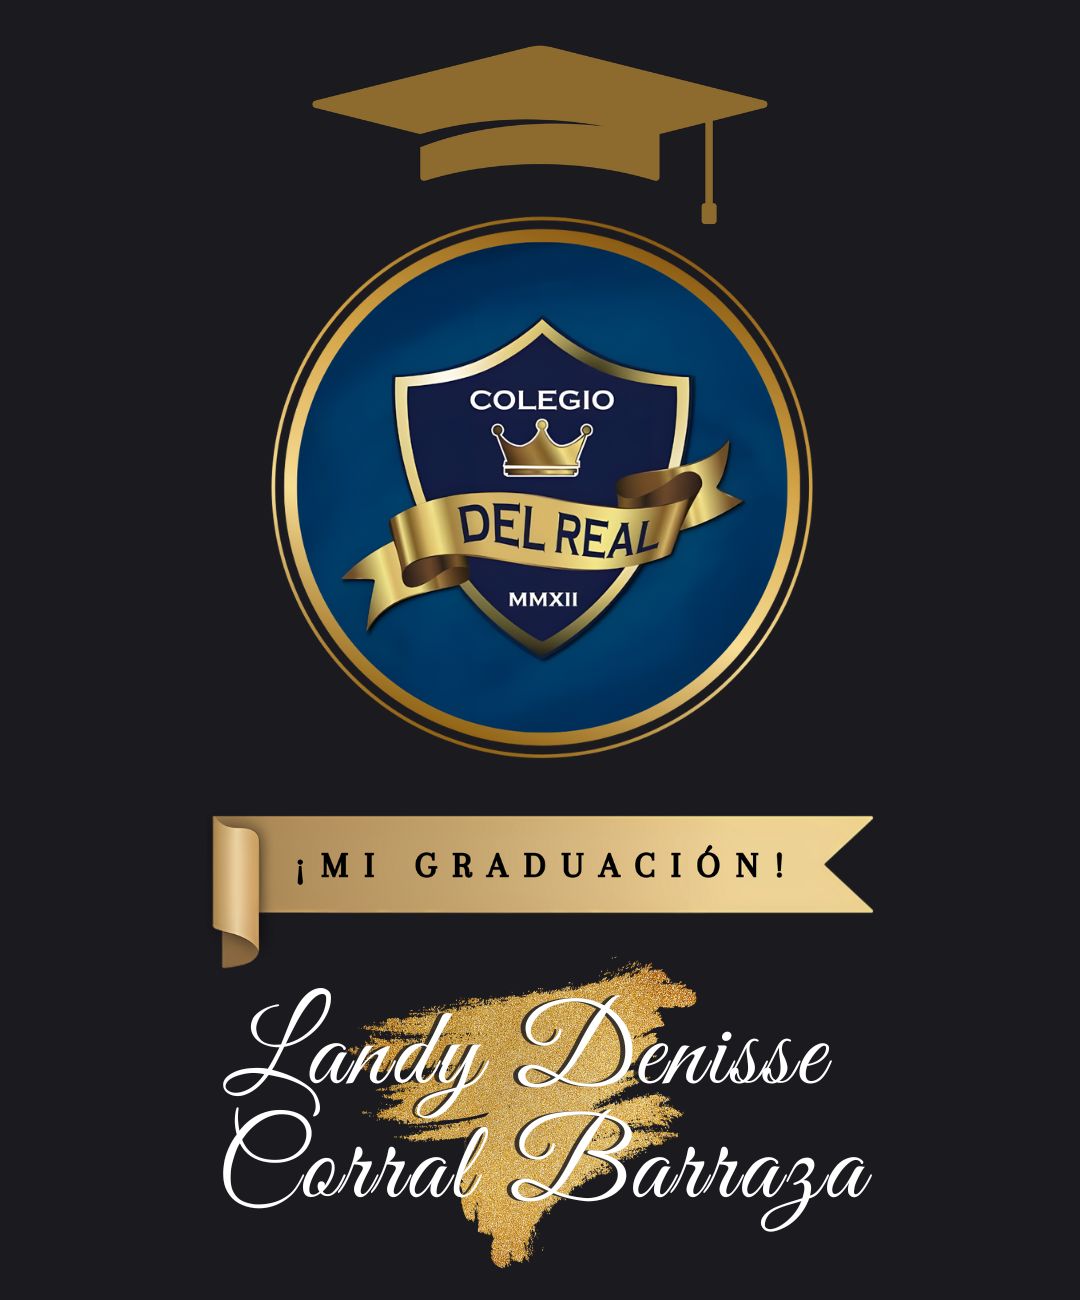 COLEGIO
DEL REAL
MMXII
¡MI GRADUACIÓN!
Landy Denisse
Corral Barraza